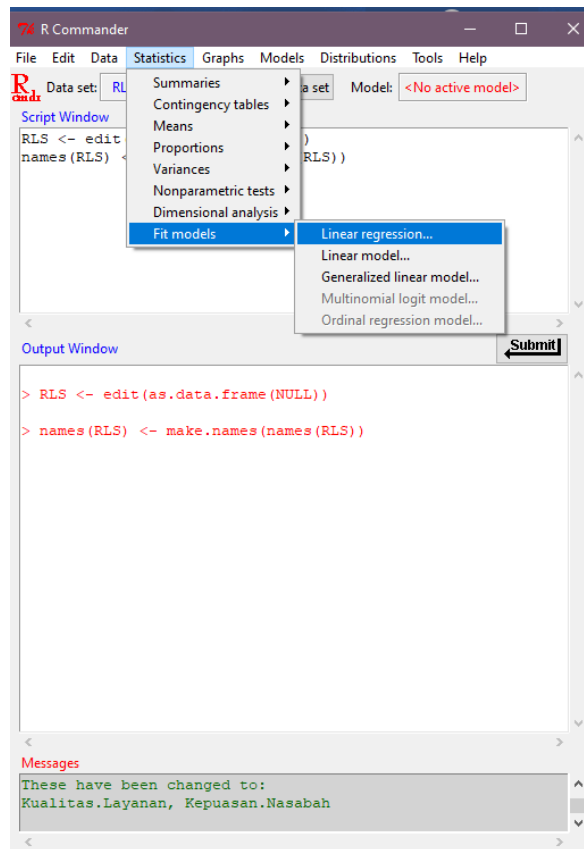 R Commander
File Edit Data Statistics Graphs Models Distributions Tools Help
R cmdr Data set: RL a set Model: <No active model>
Summaries
Contingency tables
Means
Proportions
Variances
Nonparametric tests
Dimensional analysis
Fit models
Linear regression...
Linear model...
Generalized linear model...
Multinomial logit model...
Ordinal regression model...
Script Window
RLS <- edit )
names(RLS) < RLS))
Output Window Submit
> RLS <- edit(as.data.frame(NULL))
> names(RLS) <- make.names(names(RLS))
Messages
These have been changed to:
Kualitas.Layanan, Kepuasan.Nasabah